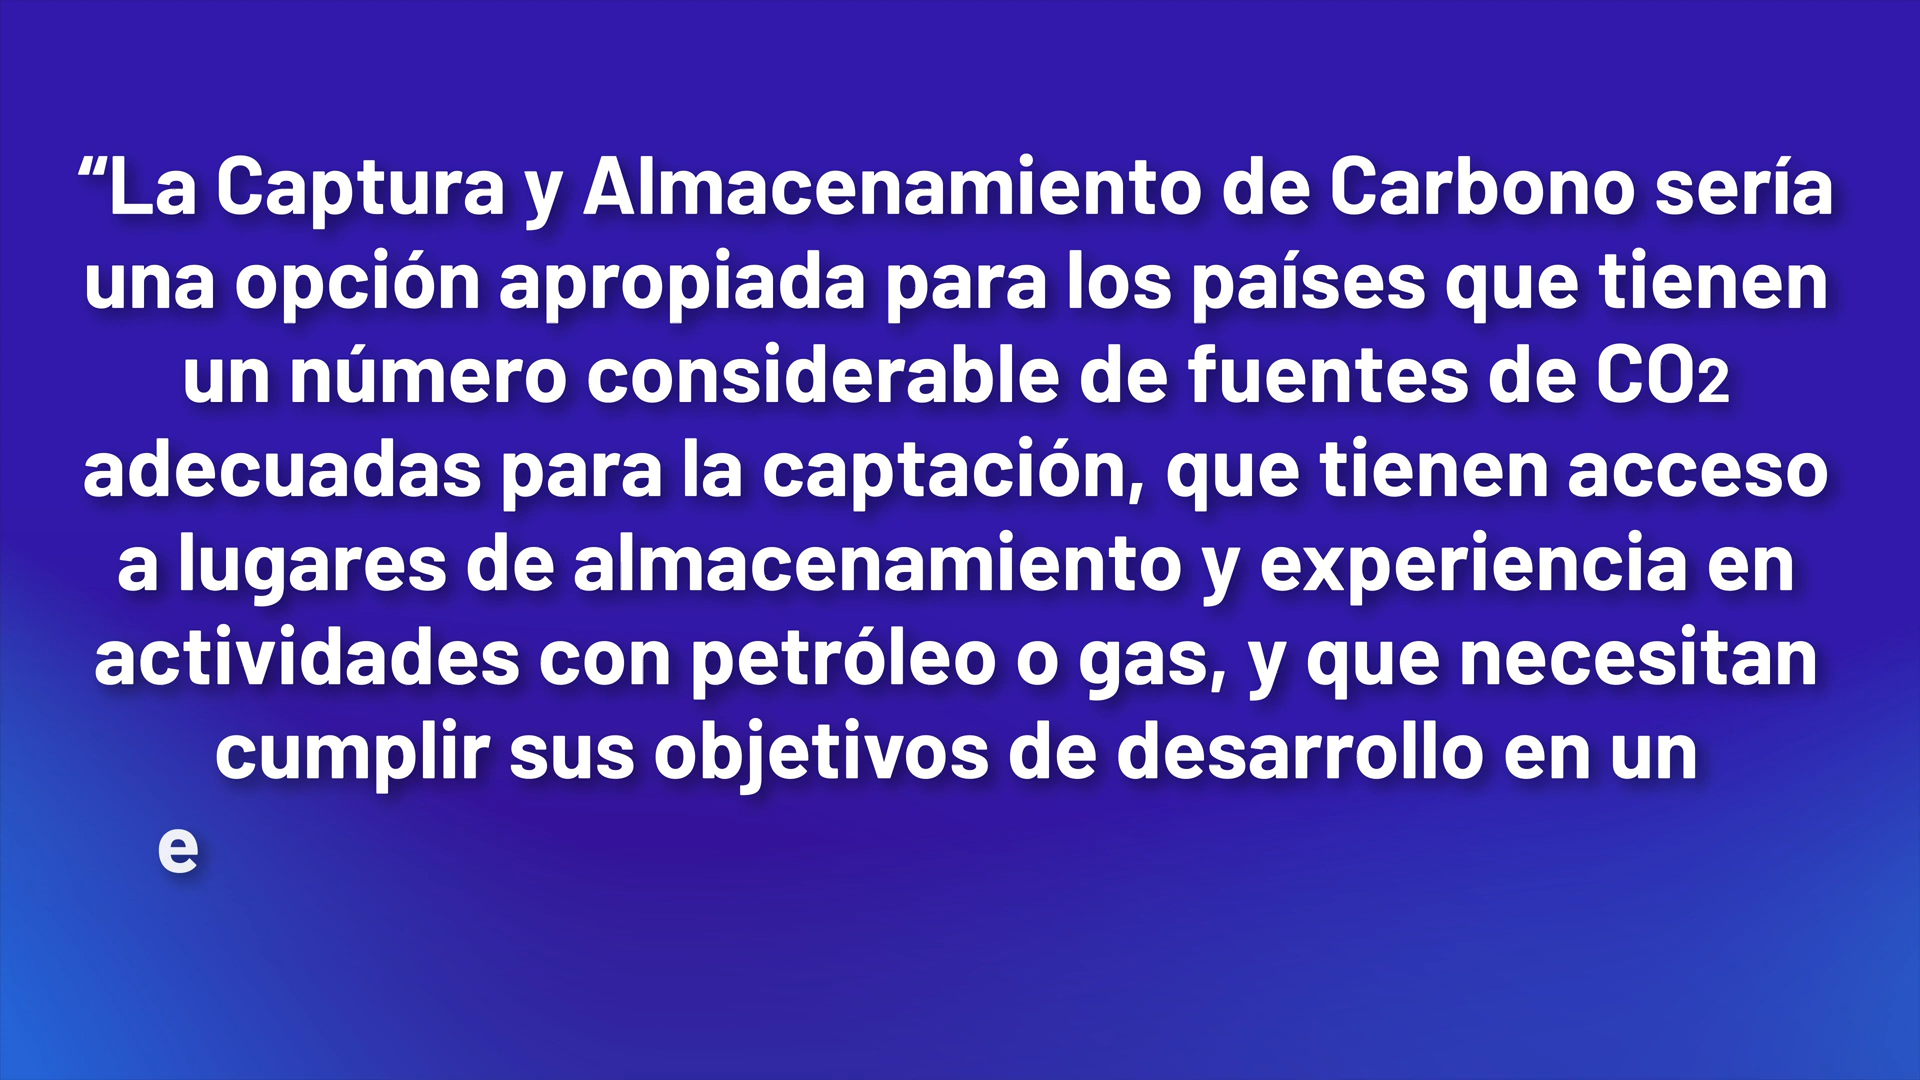 “La Captura y Almacenamiento de Carbono sería
una opción apropiada para los países que tienen
un número considerable de fuentes de CO2
adecuadas para la captación, que tienen acceso
a lugares de almacenamiento y experiencia en
actividades con petróleo o gas, y que necesitan
cumplir sus objetivos de desarrollo en un
e